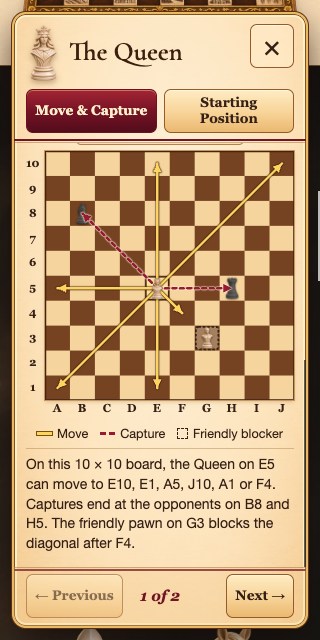 The Queen
×
Move & Capture
Starting
Position
10
9
8
7
6
5
4
3
2
1
A B C D E F G H I J
Move Capture Friendly blocker
On this 10 × 10 board, the Queen on E5
can move to E10, E1, A5, J10, A1 or F4.
Captures end at the opponents on B8 and
H5. The friendly pawn on G3 blocks the
diagonal after F4.
← Previous 1 of 2 Next →